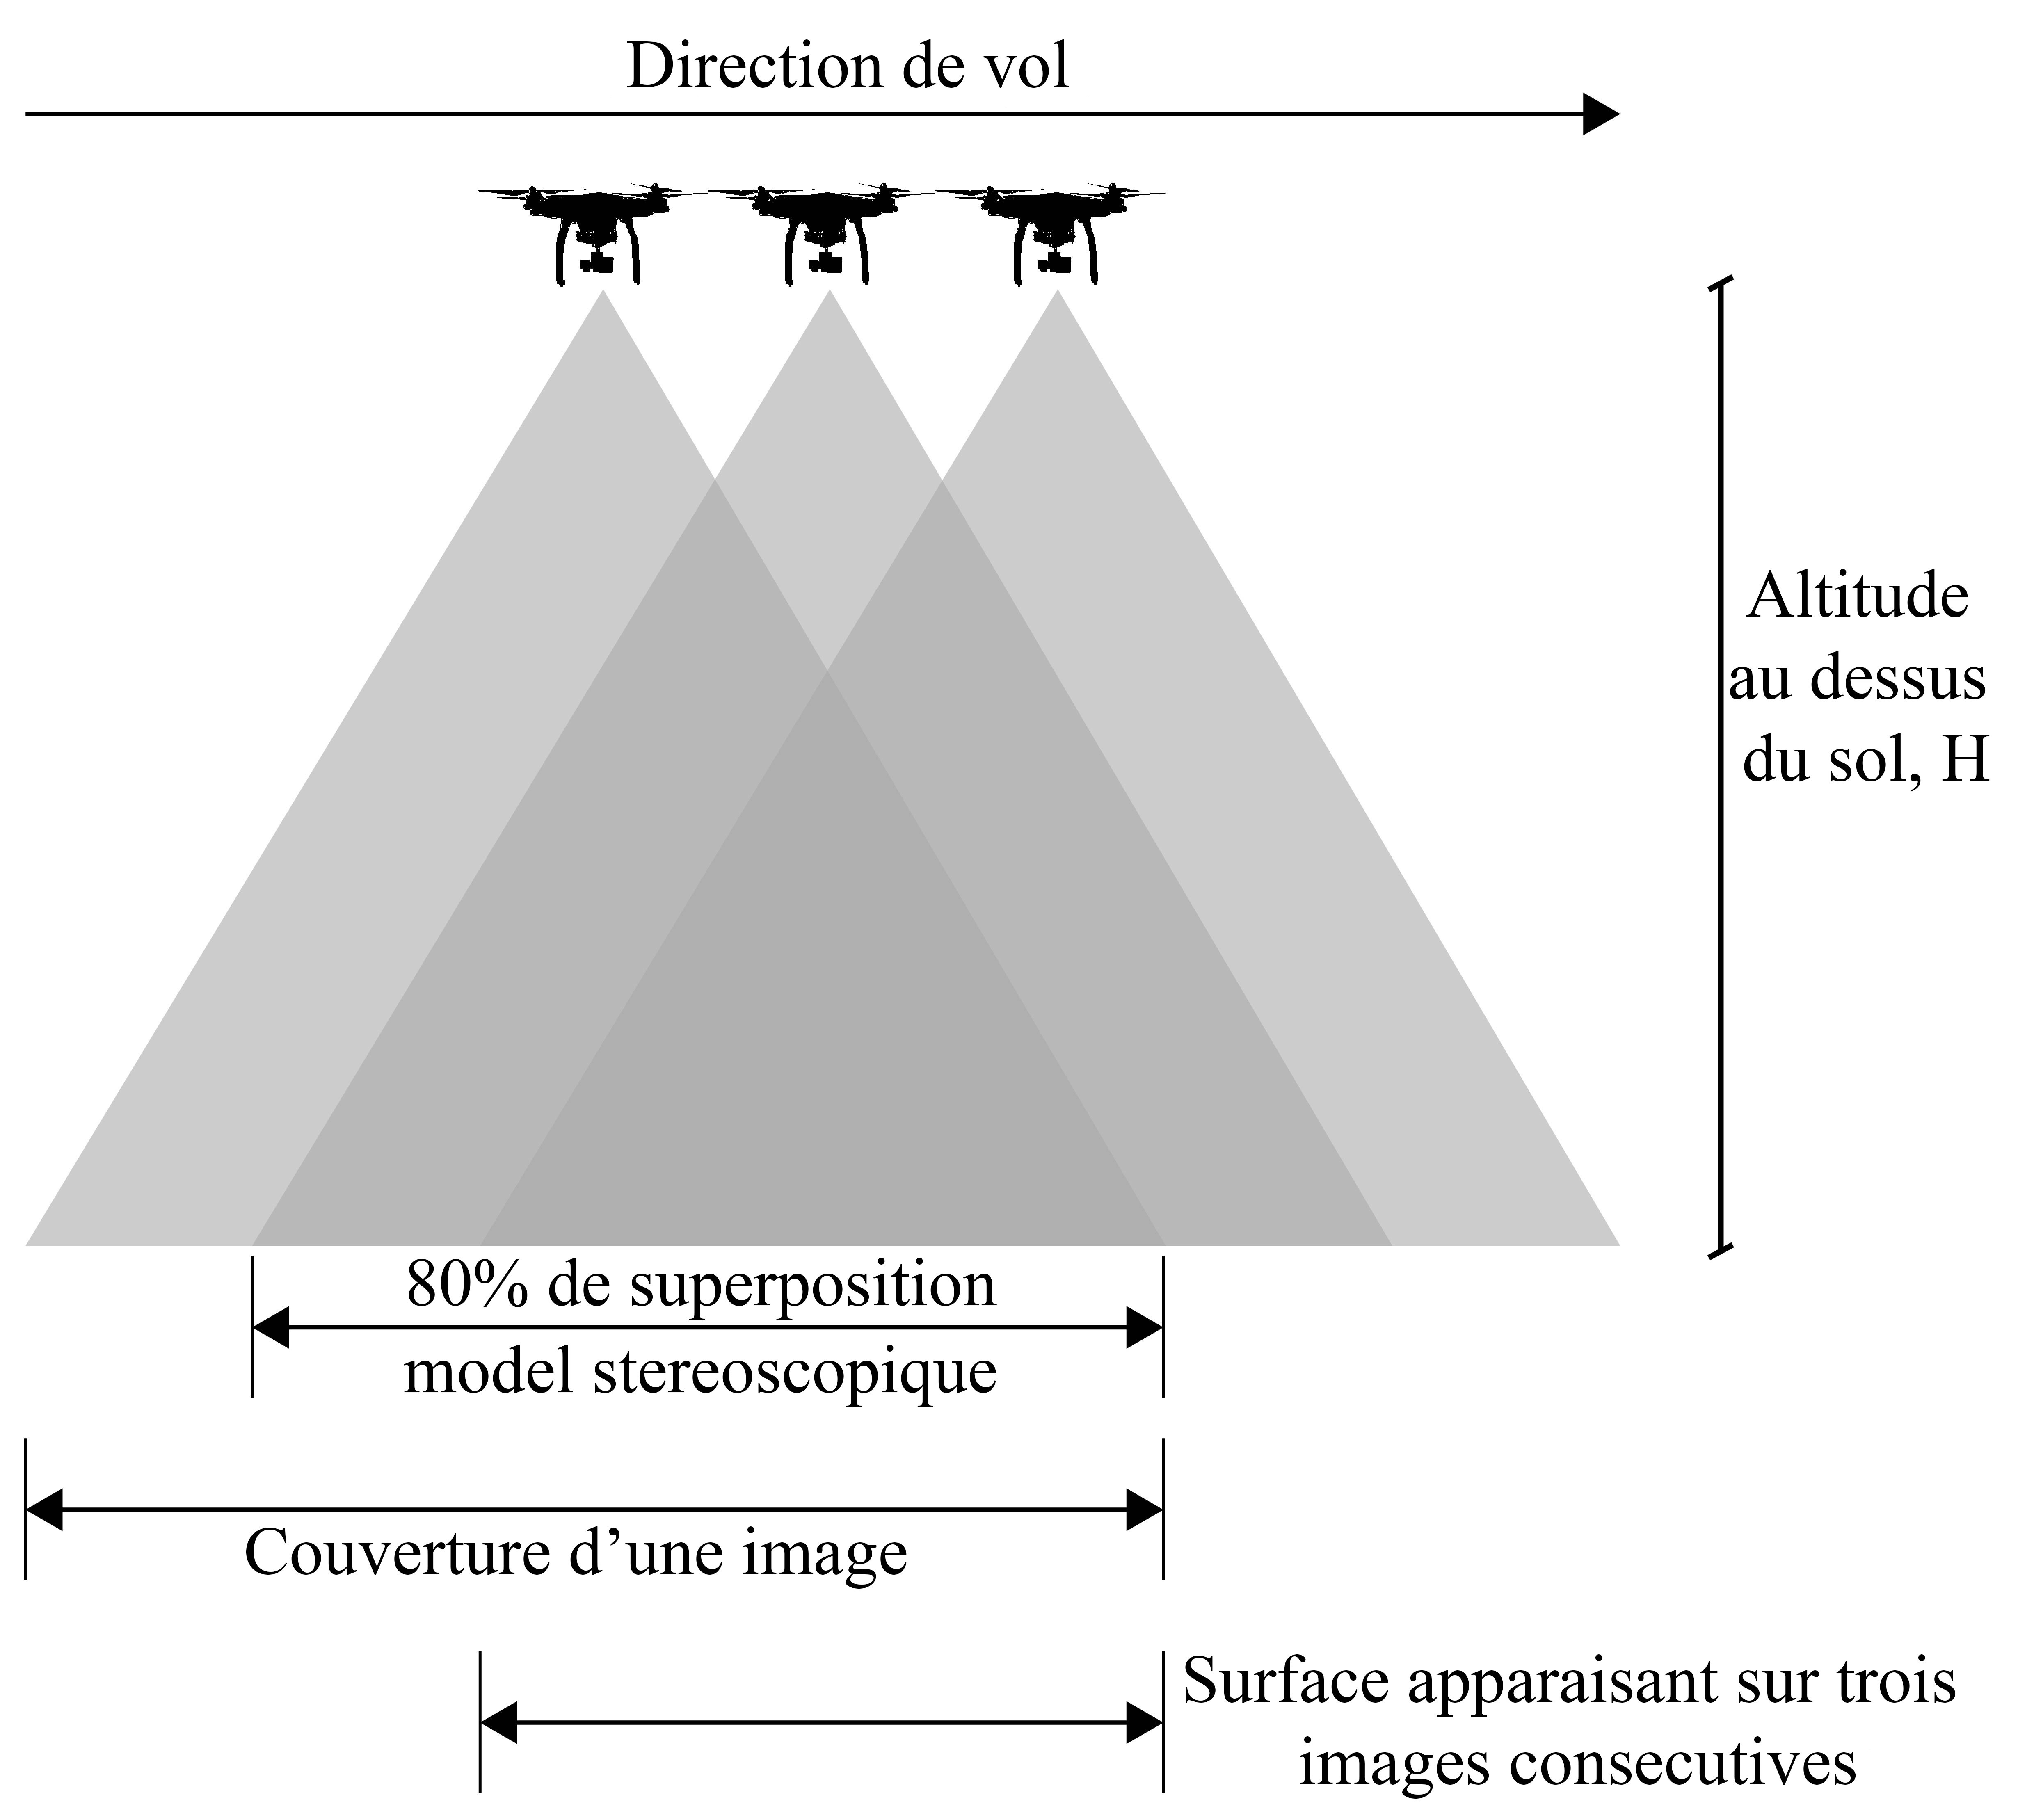 Direction de vol
Altitude
au dessus
du sol, H
80% de superposition
model stereoscopique
Couverture d’une image
Surface apparaisant sur trois
images consecutives